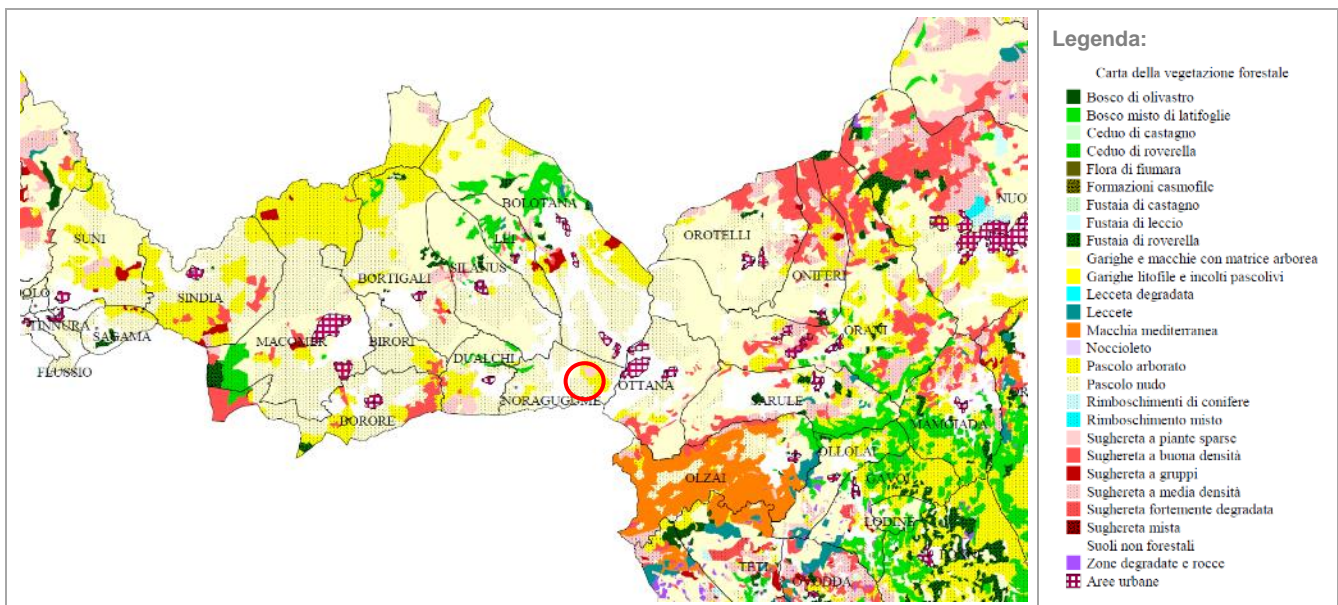 NUO
BOLOTANA
OROTELLI
SUNI
LEI
SILANUS
BORTIGALI
ONIFERI
SINDIA
OLO
TINNURA
SAGAMA
ORANI
MACOMER
BIRORI
FLUSSIO
DUALCHI
OTTANA
NORAGUGUME
SARULE
BORORE
MAMOIADA
OLLOLAI
OLZAI
GAVOI
LODINE
TETI
OVODDA
Legenda:
Carta della vegetazione forestale
Bosco di olivastro
Bosco misto di latifoglie
Ceduo di castagno
Ceduo di roverella
Flora di fiumara
Formazioni casmofile
Fustaia di castagno
Fustaia di leccio
Fustaia di roverella
Garighe e macchie con matrice arborea
Garighe litofile e incolti pascolivi
Lecceta degradata
Leccete
Macchia mediterranea
Noccioleto
Pascolo arborato
Pascolo nudo
Rimboschimenti di conifere
Rimboschimento misto
Sughereta a piante sparse
Sughereta a buona densità
Sughereta a gruppi
Sughereta a media densità
Sughereta fortemente degradata
Sughereta mista
Suoli non forestali
Zone degradate e rocce
Aree urbane